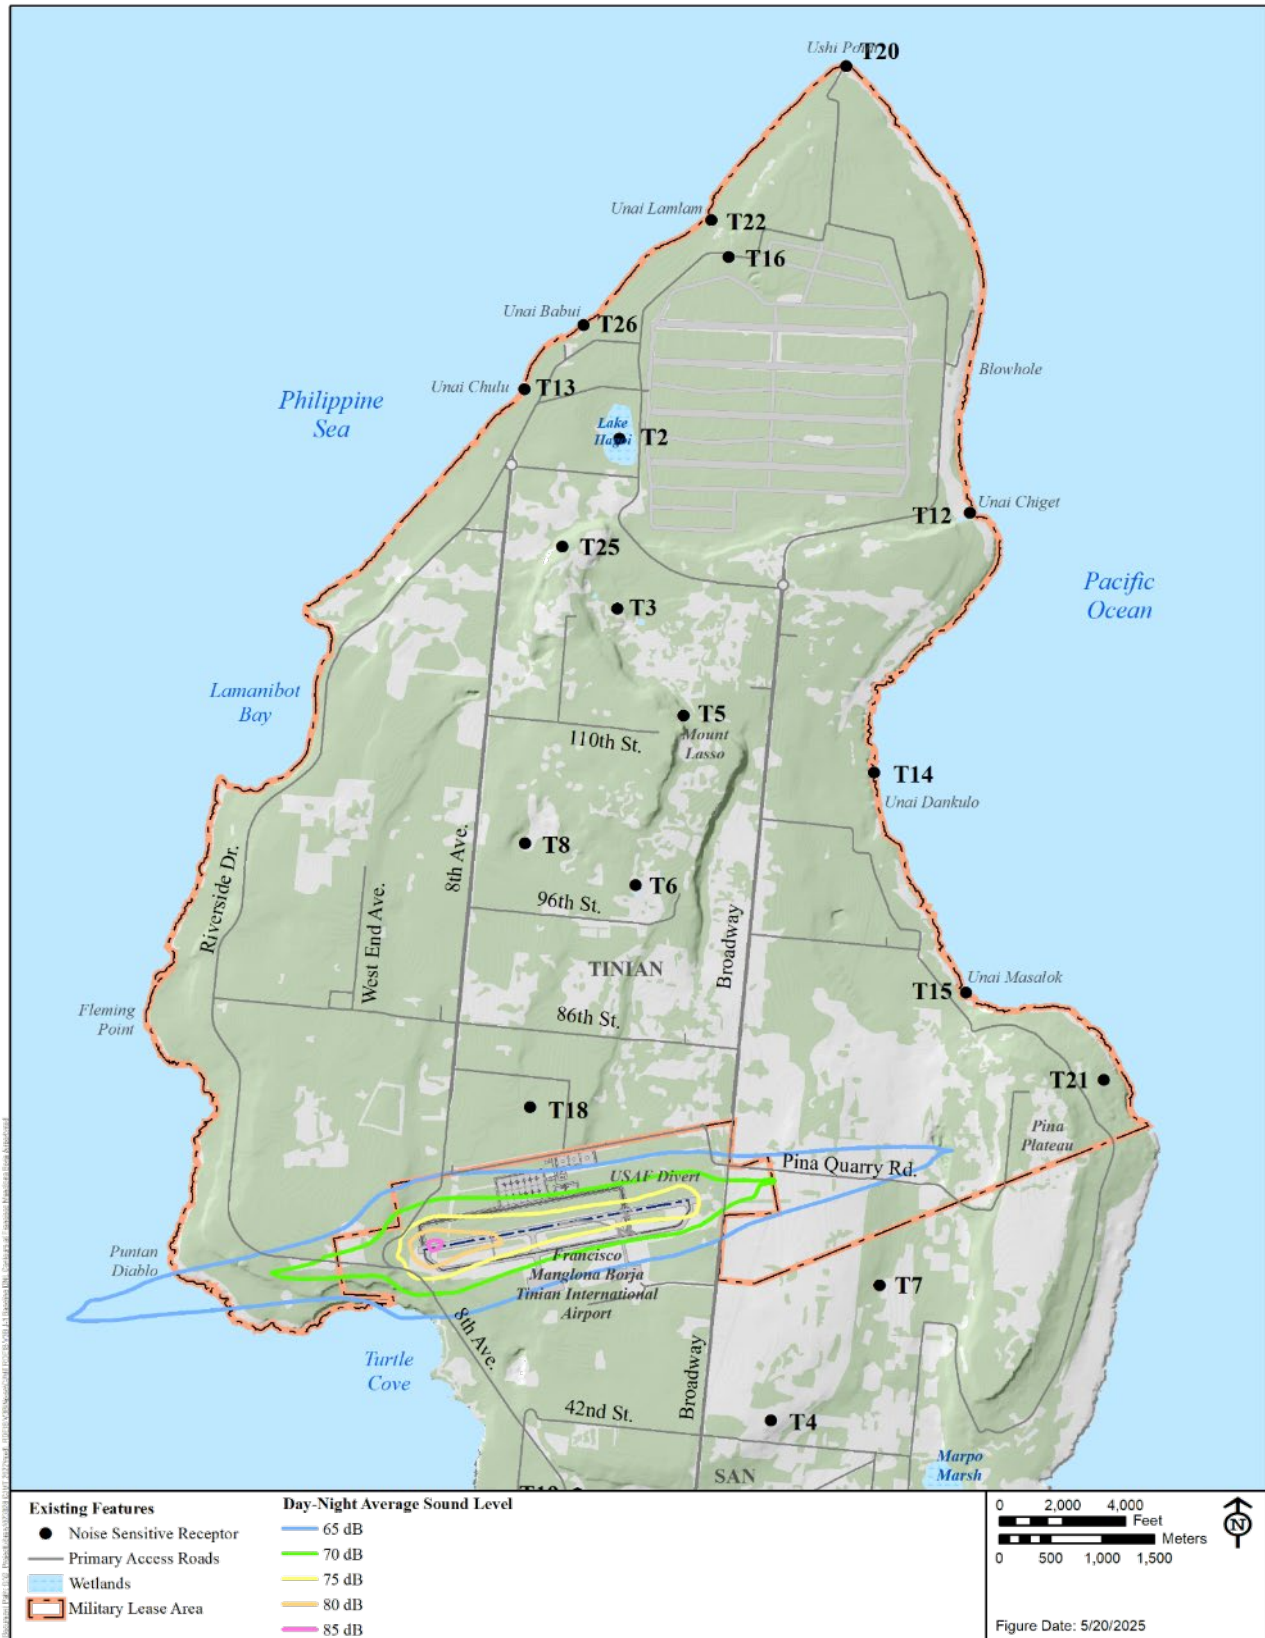 Ushi Point
T20
Unai Lamlam
T22
T16
Unai Babui
T26
Unai Chulu
T13
Blowhole
Philippine
Sea
Lake
Hagoi
T2
Unai Chiget
T12
T25
Pacific
Ocean
T3
Lamanibot
Bay
T5
Mount
Lasso
110th St.
T14
Unai Dankulo
T8
8th Ave.
T6
96th St.
Riverside Dr.
West End Ave.
Broadway
TINIAN
Unai Masalok
T15
Fleming
Point
86th St.
T21
T18
Pina
Plateau
Pina Quarry Rd.
USAF Divert
Puntan
Diablo
Francisco
Manglona Borja
Tinian International
Airport
T7
8th Ave.
Turtle
Cove
Broadway
42nd St.
T4
Marpo
Marsh
SAN
Existing Features
Noise Sensitive Receptor
Primary Access Roads
Wetlands
Military Lease Area
Day-Night Average Sound Level
65 dB
70 dB
75 dB
80 dB
85 dB
0 2,000 4,000
Feet
Meters
0 500 1,000 1,500
N
Figure Date: 5/20/2025